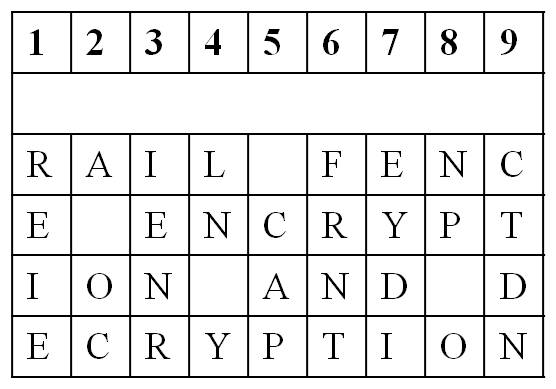 1 2 3 4 5 6 7 8 9
R A I L   F E N C
E   E N C R Y P T
I O N   A N D   D
E C R Y P T I O N